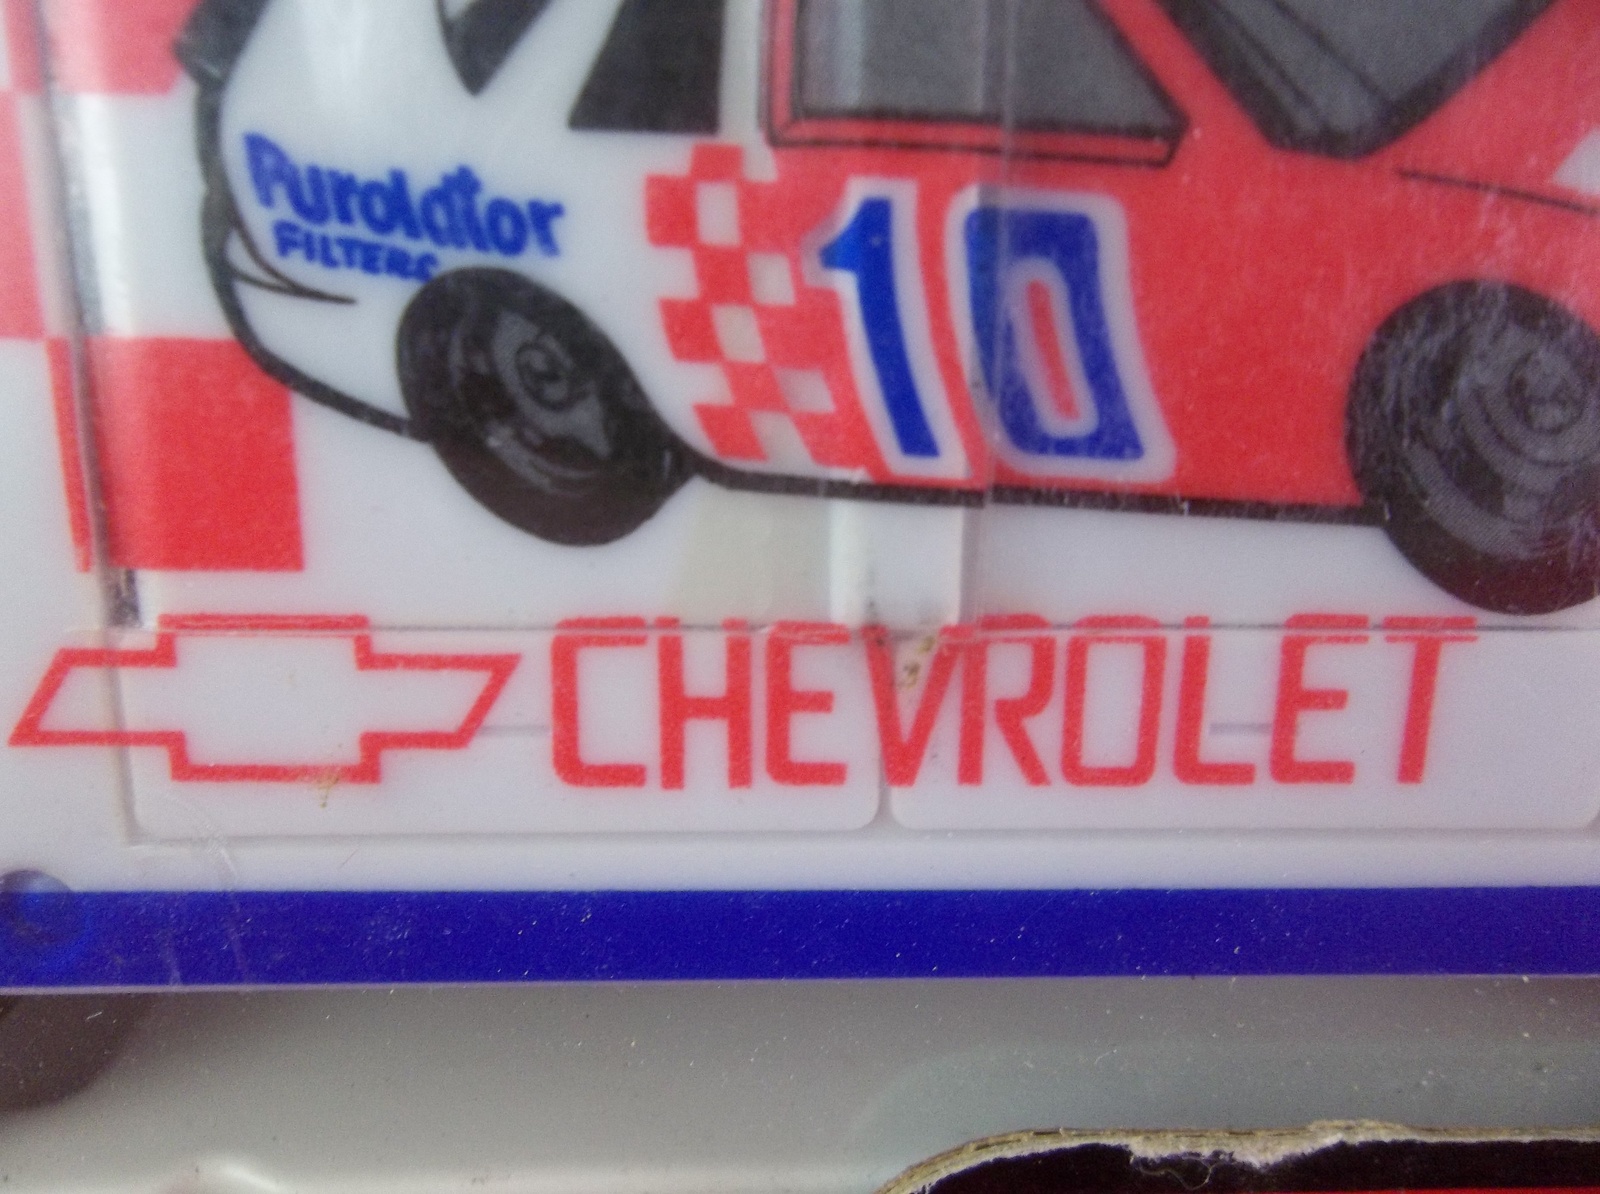 Purolator
FILTERS
10
CHEVROLET